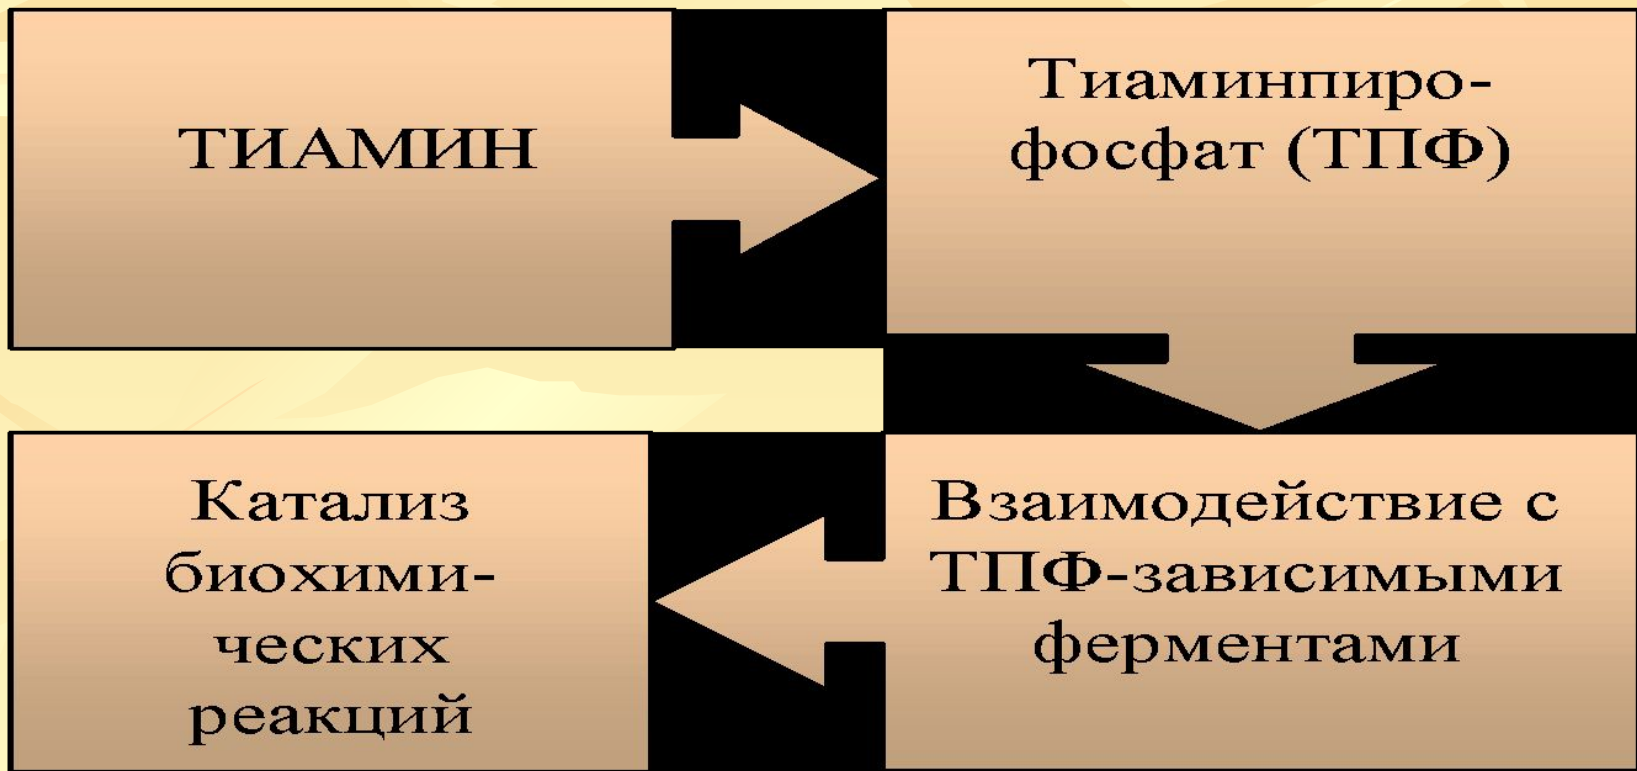 ТИАМИН
Тиаминпиро-
фосфат (ТПФ)
Взаимодействие с
ТПФ-зависимыми
ферментами
Катализ
биохими-
ческих
реакций